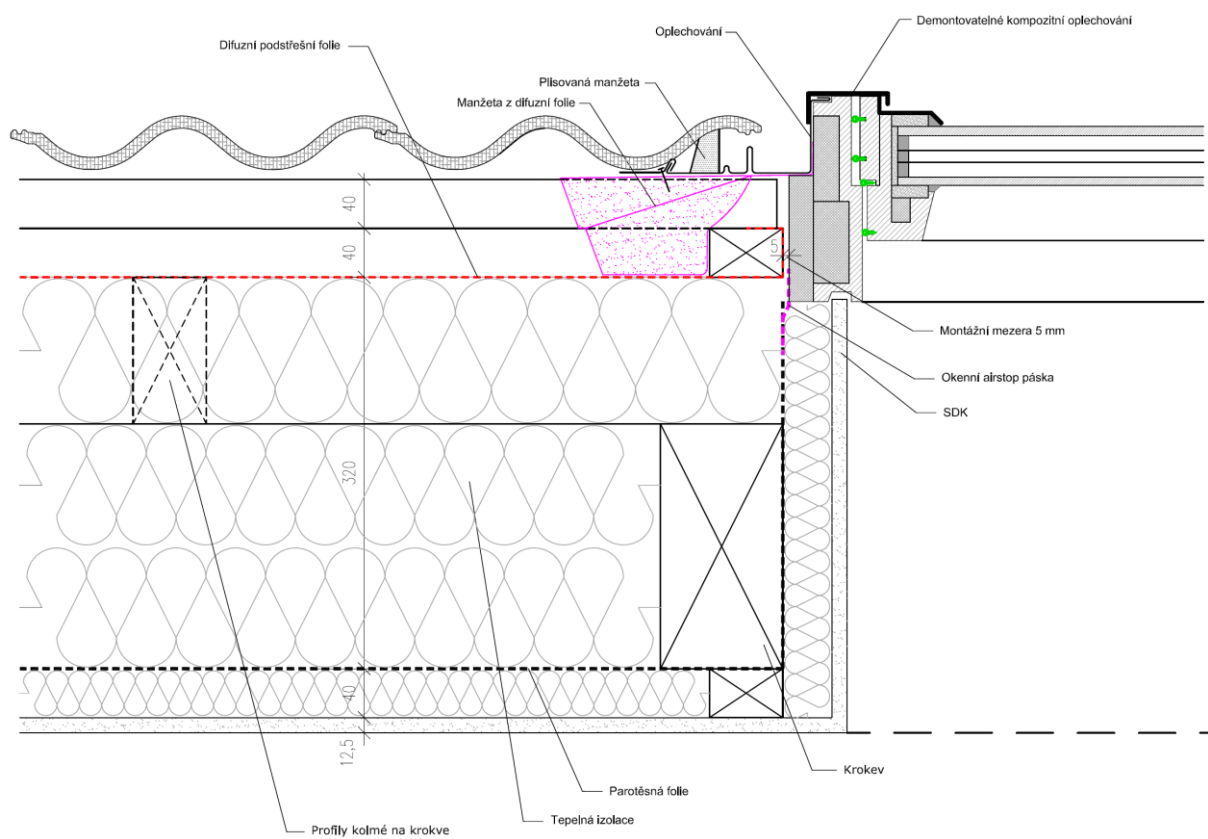 Demontovatelné kompozitní oplechování
Oplechování
Difuzní podstřešní folie
Plisovaná manžeta
Manžeta z difuzní folie
40
40
5
Montážní mezera 5 mm
Okenní airstop páska
SDK
320
40
12,5
Krokev
Parotěsná folie
Tepelná izolace
Profily kolmé na krokve